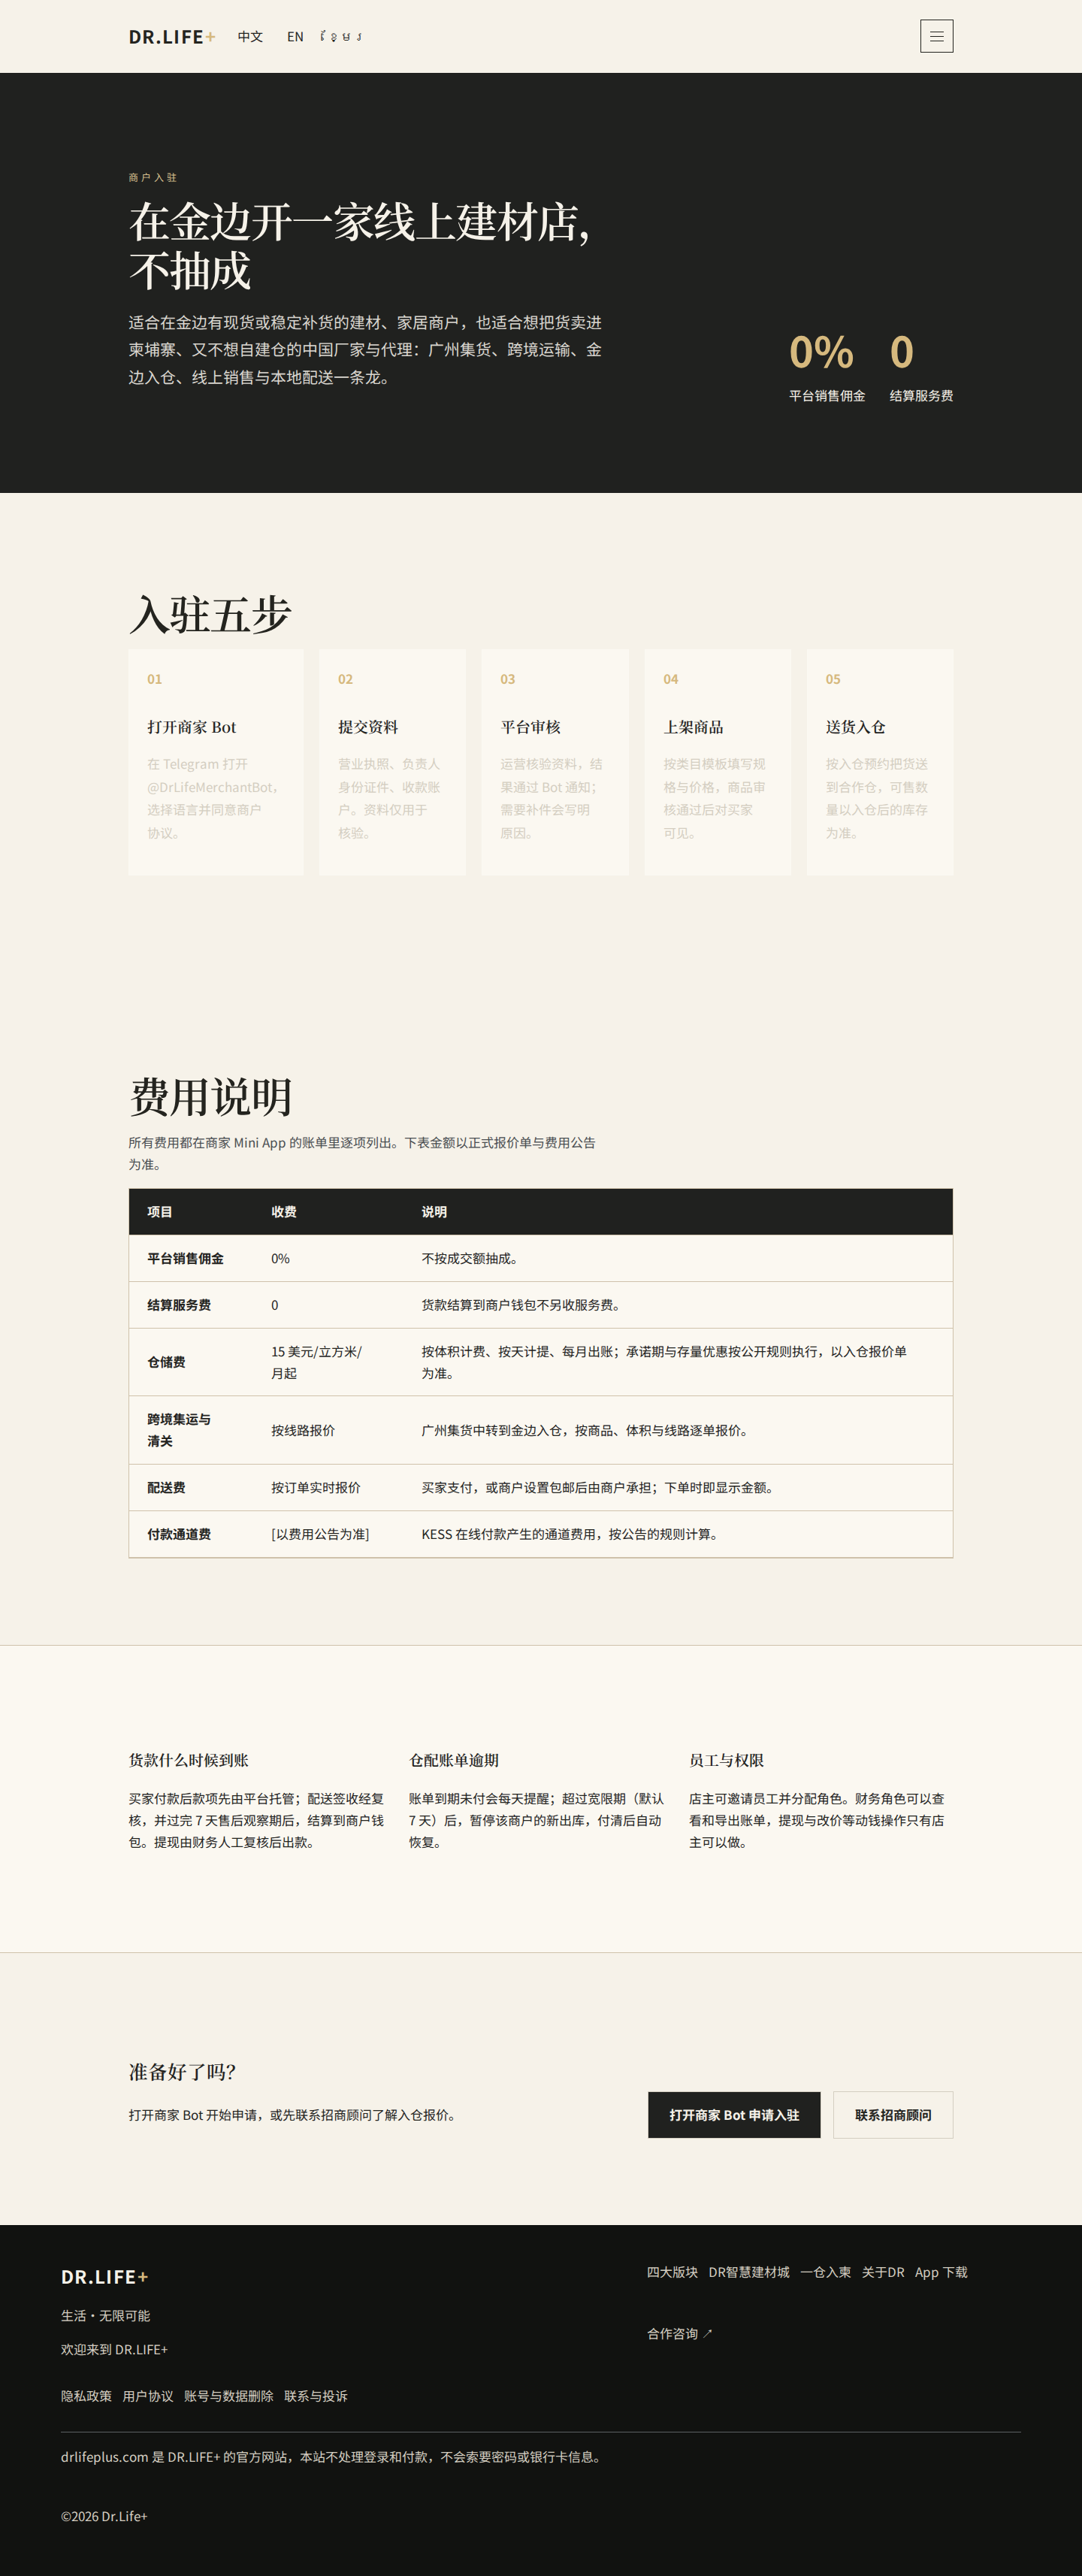 DR.LIFE+ 中文 EN ខ្មែរ
商户入驻
在金边开一家线上建材店，
不抽成
适合在金边有现货或稳定补货的建材、家居商户，也适合想把货卖进
柬埔寨、又不想自建仓的中国厂家与代理：广州集货、跨境运输、金
边入仓、线上销售与本地配送一条龙。
0%
平台销售佣金
0
结算服务费
入驻五步
01
打开商家 Bot
在 Telegram 打开
@DrLifeMerchantBot，
选择语言并同意商户
协议。
02
提交资料
营业执照、负责人
身份证件、收款账
户。资料仅用于
核验。
03
平台审核
运营核验资料，结
果通过 Bot 通知；
需要补件会写明
原因。
04
上架商品
按类目模板填写规
格与价格，商品审
核通过后对买家
可见。
05
送货入仓
按入仓预约把货送
到合作仓，可售数
量以入仓后的库存
为准。
费用说明
所有费用都在商家 Mini App 的账单里逐项列出。下表金额以正式报价单与费用公告
为准。
项目 收费 说明
平台销售佣金 0% 不按成交额抽成。
结算服务费 0 货款结算到商户钱包不另收服务费。
仓储费
15 美元/立方米/
月起
按体积计费、按天计提、每月出账；承诺期与存量优惠按公开规则执行，以入仓报价单
为准。
跨境集运与
清关
按线路报价
广州集货中转到金边入仓，按商品、体积与线路逐单报价。
配送费 按订单实时报价 买家支付，或商户设置包邮后由商户承担；下单时即显示金额。
付款通道费 [以费用公告为准] KESS 在线付款产生的通道费用，按公告的规则计算。
货款什么时候到账
买家付款后款项先由平台托管；配送签收经复
核，并过完 7 天售后观察期后，结算到商户钱
包。提现由财务人工复核后出款。
仓配账单逾期
账单到期未付会每天提醒；超过宽限期（默认
7 天）后，暂停该商户的新出库，付清后自动
恢复。
员工与权限
店主可邀请员工并分配角色。财务角色可以查
看和导出账单，提现与改价等动钱操作只有店
主可以做。
准备好了吗？
打开商家 Bot 开始申请，或先联系招商顾问了解入仓报价。
打开商家 Bot 申请入驻
联系招商顾问
DR.LIFE+
生活・无限可能
欢迎来到 DR.LIFE+
四大版块 DR智慧建材城 一仓入柬 关于DR App 下载
合作咨询 ↗
隐私政策 用户协议 账号与数据删除 联系与投诉
drlifeplus.com 是 DR.LIFE+ 的官方网站，本站不处理登录和付款，不会索要密码或银行卡信息。
©2026 Dr.Life+